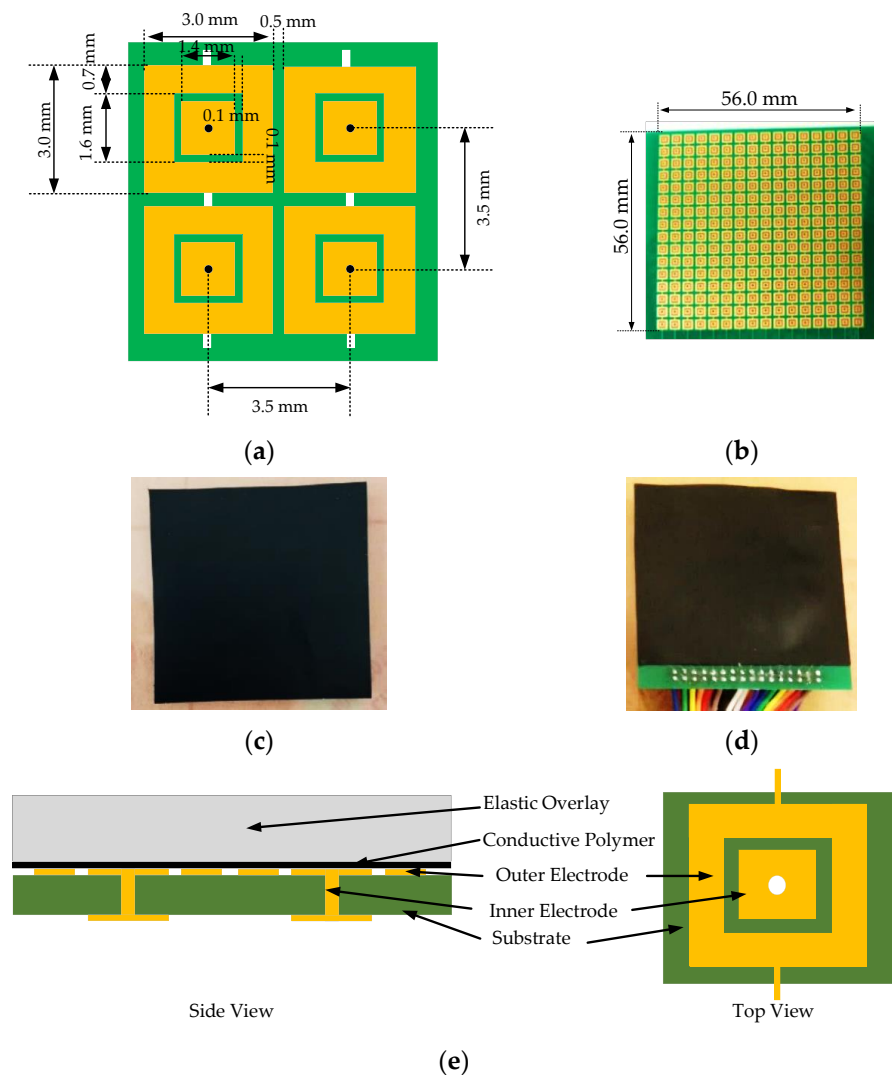 3.0 mm
0.5 mm
1.4 mm
0.7 mm
3.0 mm
1.6 mm
0.1 mm
0.1 mm
3.5 mm
3.5 mm
(a)
56.0 mm
56.0 mm
(b)
(c)
(d)
Elastic Overlay
Conductive Polymer
Outer Electrode
Inner Electrode
Substrate
Side View
Top View
(e)